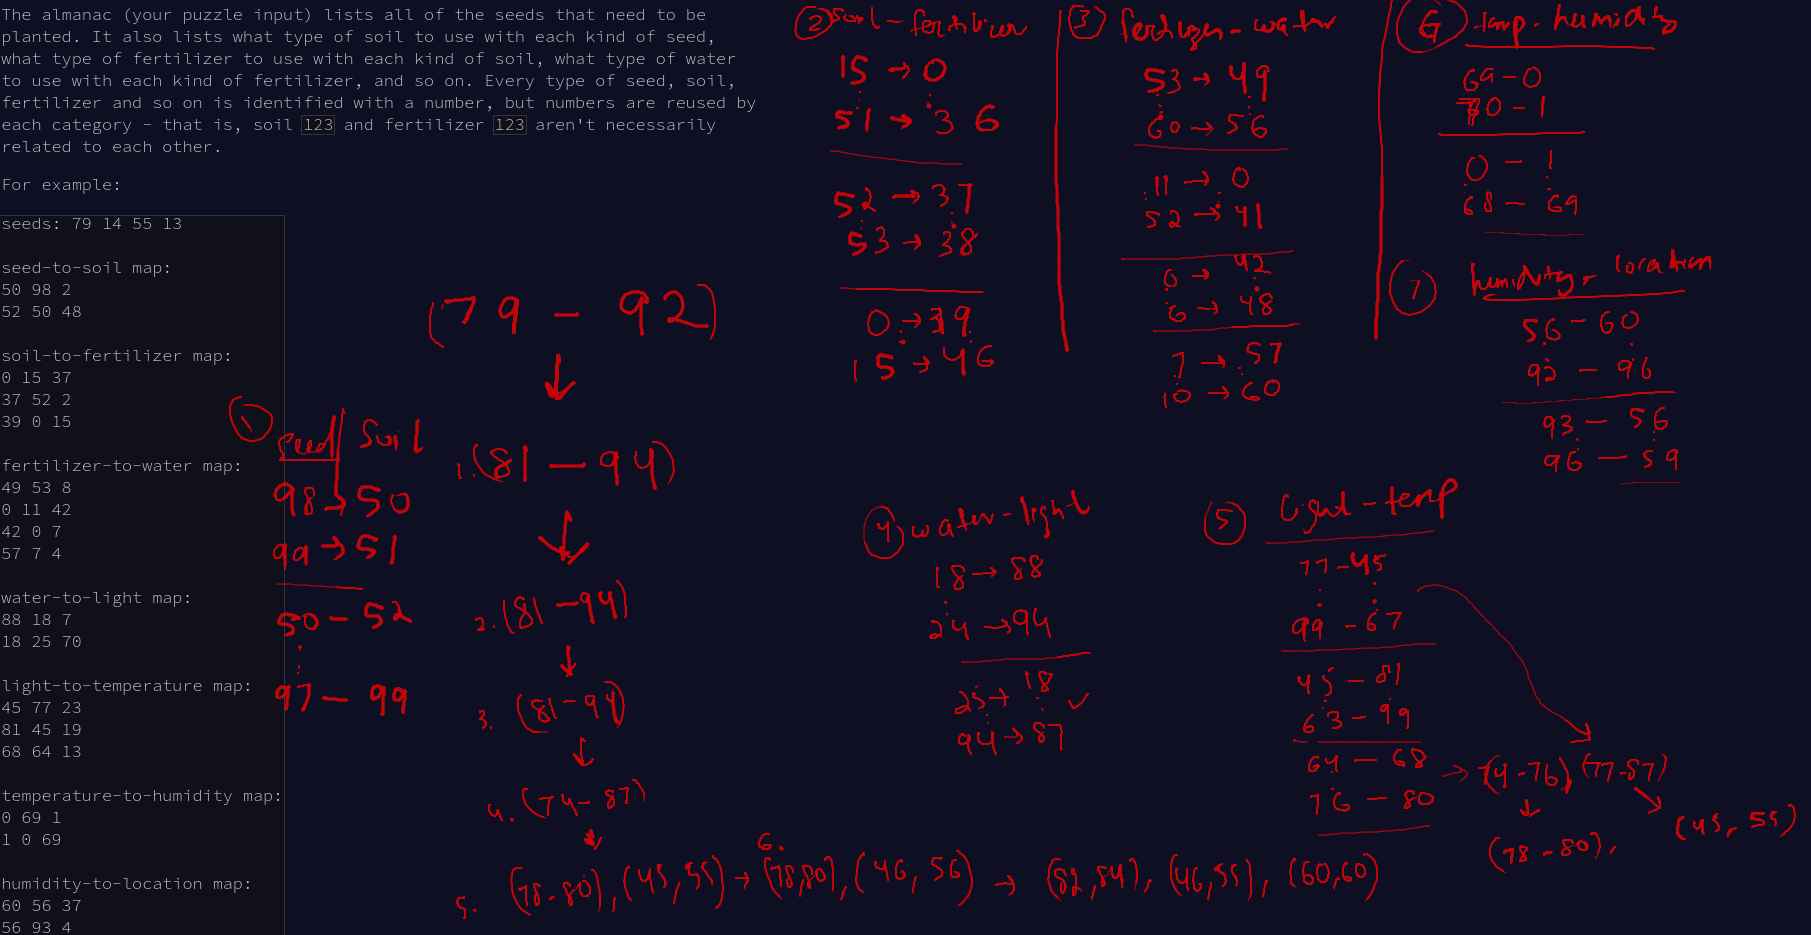 The almanac (your puzzle input) lists all of the seeds that need to be
planted. It also lists what type of soil to use with each kind of seed,
what type of fertilizer to use with each kind of soil, what type of water
to use with each kind of fertilizer, and so on. Every type of seed, soil,
fertilizer and so on is identified with a number, but numbers are reused by
each category - that is, soil 123 and fertilizer 123 aren't necessarily
related to each other.
For example:
seeds: 79 14 55 13
seed-to-soil map:
50 98 2
52 50 48
soil-to-fertilizer map:
0 15 37
37 52 2
39 0 15
fertilizer-to-water map:
49 53 8
0 11 42
42 0 7
57 7 4
water-to-light map:
88 18 7
18 25 70
light-to-temperature map:
45 77 23
81 45 19
68 64 13
temperature-to-humidity map:
0 69 1
1 0 69
humidity-to-location map:
60 56 37
56 93 4
① seed | soil
98 → 50
99 → 51
50 - 52
97 - 99
(79 - 92)
↓
1. (81 - 94)
↓
2. (81 - 94)
↓
3. (81 - 94)
↓
4. (74 - 87)
↓
5. (78-80), (45,55) → 6. (78,80), (46,56) → (82,84), (46,55), (60,60)
② soil-fertilizer
15 → 0
51 → 36
52 → 37
53 → 38
0 → 39
15 → 46
③ fertilizer-water
53 → 49
60 → 56
11 → 0
52 → 41
0 → 42
6 → 48
7 → 57
10 → 60
④ water-light
18 → 88
24 → 94
25 → 18 ✓
94 → 87
⑤ light-temp
77-45
99-67
45-81
63-99
64 - 68 → (74-76), (77-87)
76 - 80
(78-80), (45, 55)
⑥ temp-humidity
69-0
70-1
0 - 1
68 - 69
⑦ humidity-location
56-60
92 - 96
93 - 56
96 - 59